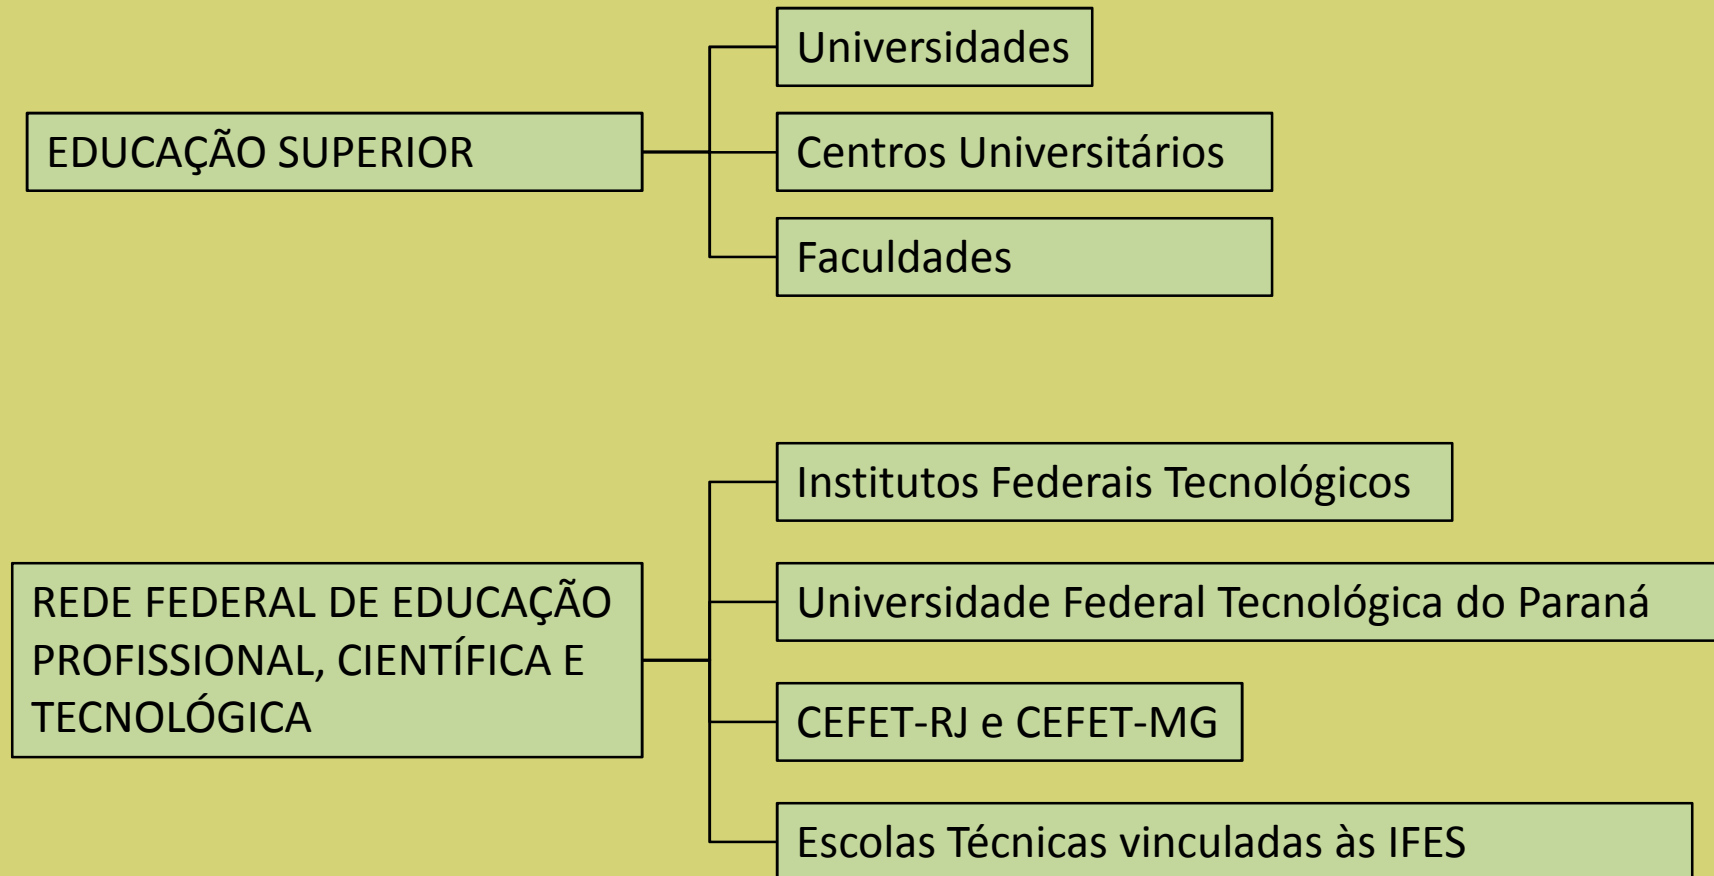 Universidades
EDUCAÇÃO SUPERIOR
Centros Universitários
Faculdades
Institutos Federais Tecnológicos
REDE FEDERAL DE EDUCAÇÃO
PROFISSIONAL, CIENTÍFICA E
TECNOLÓGICA
Universidade Federal Tecnológica do Paraná
CEFET-RJ e CEFET-MG
Escolas Técnicas vinculadas às IFES